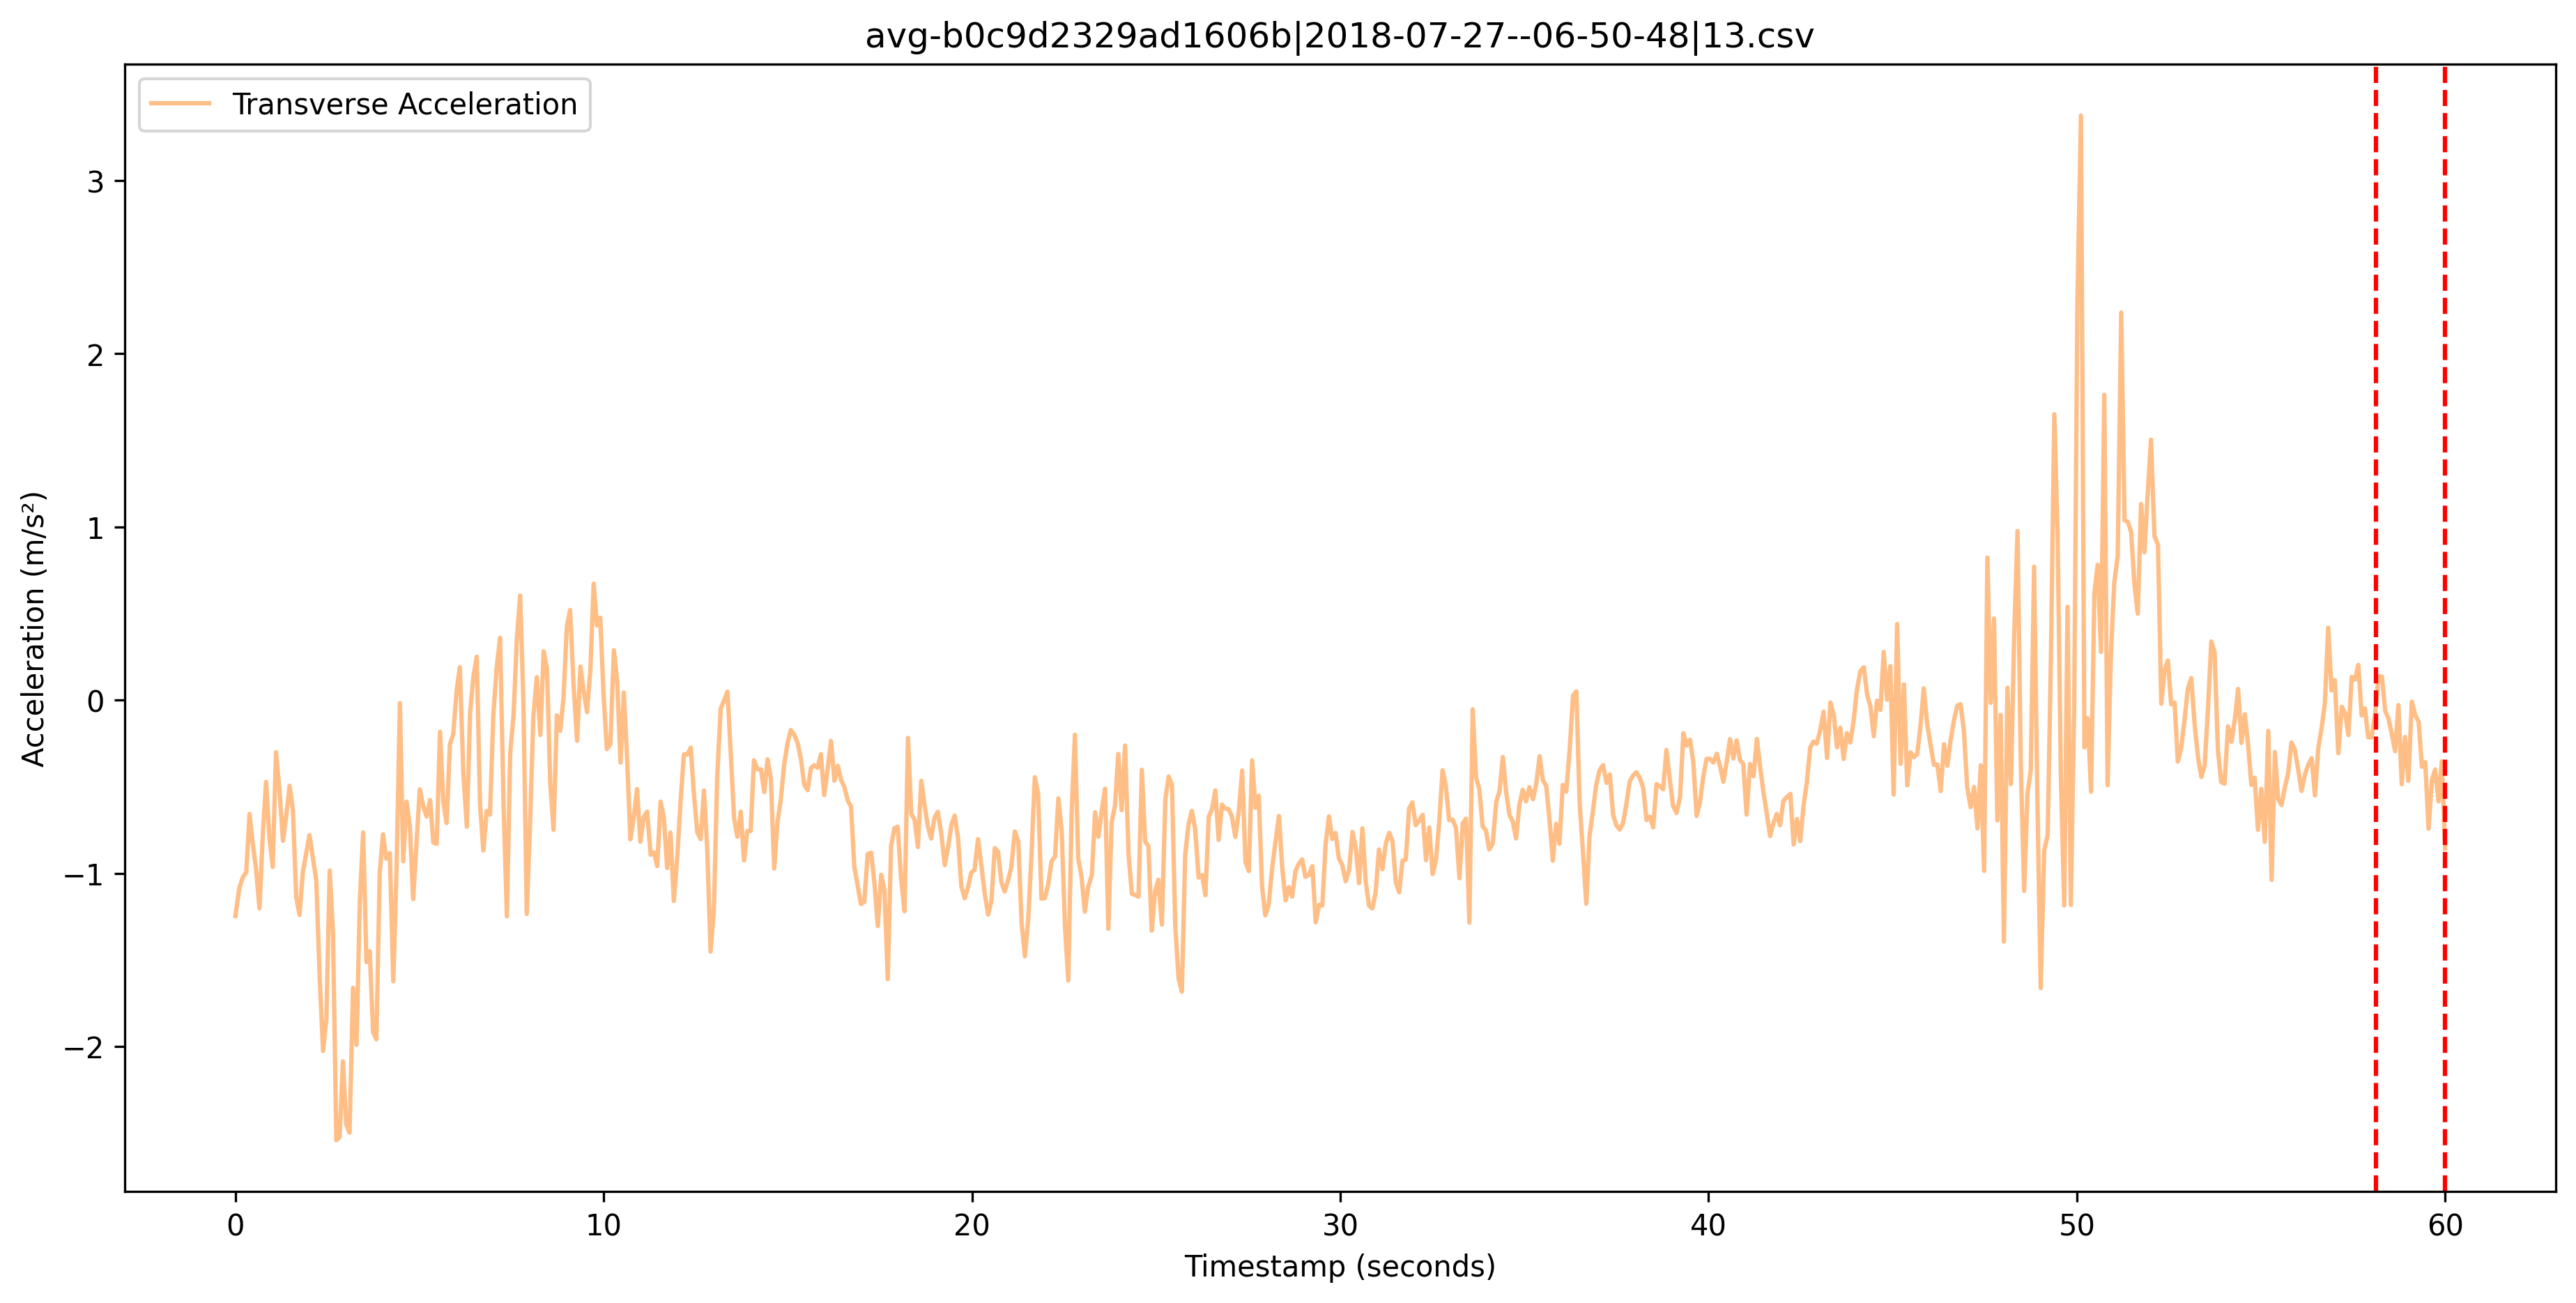 avg-b0c9d2329ad1606b|2018-07-27--06-50-48|13.csv
Transverse Acceleration
Acceleration (m/s²)
3
2
1
0
−1
−2
0 10 20 30 40 50 60
Timestamp (seconds)